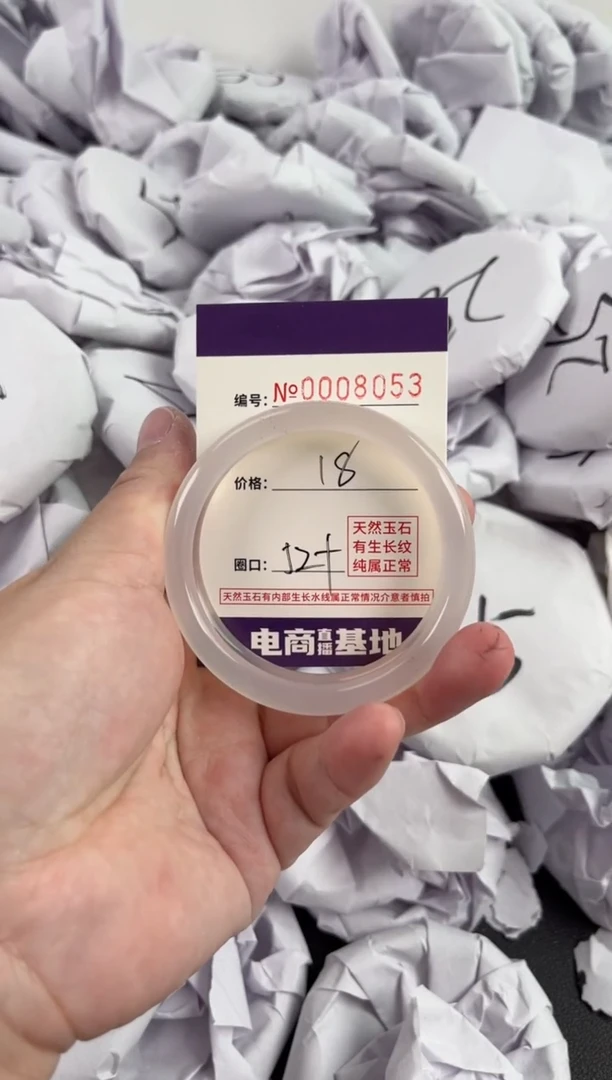 编号: №0008053
价格: 18
圈口: 52+
天然玉石
有生长纹
纯属正常
天然玉石有内部生长水线属正常情况介意者慎拍
电商直播基地